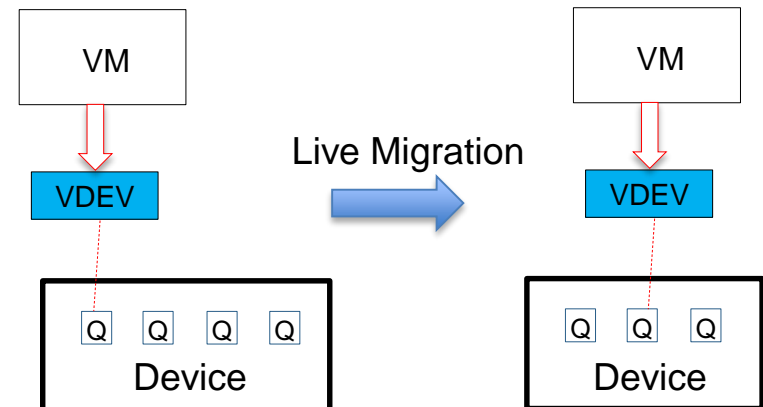 VM
VM
Live Migration
VDEV
VDEV
Q Q Q Q
Q Q Q
Device
Device